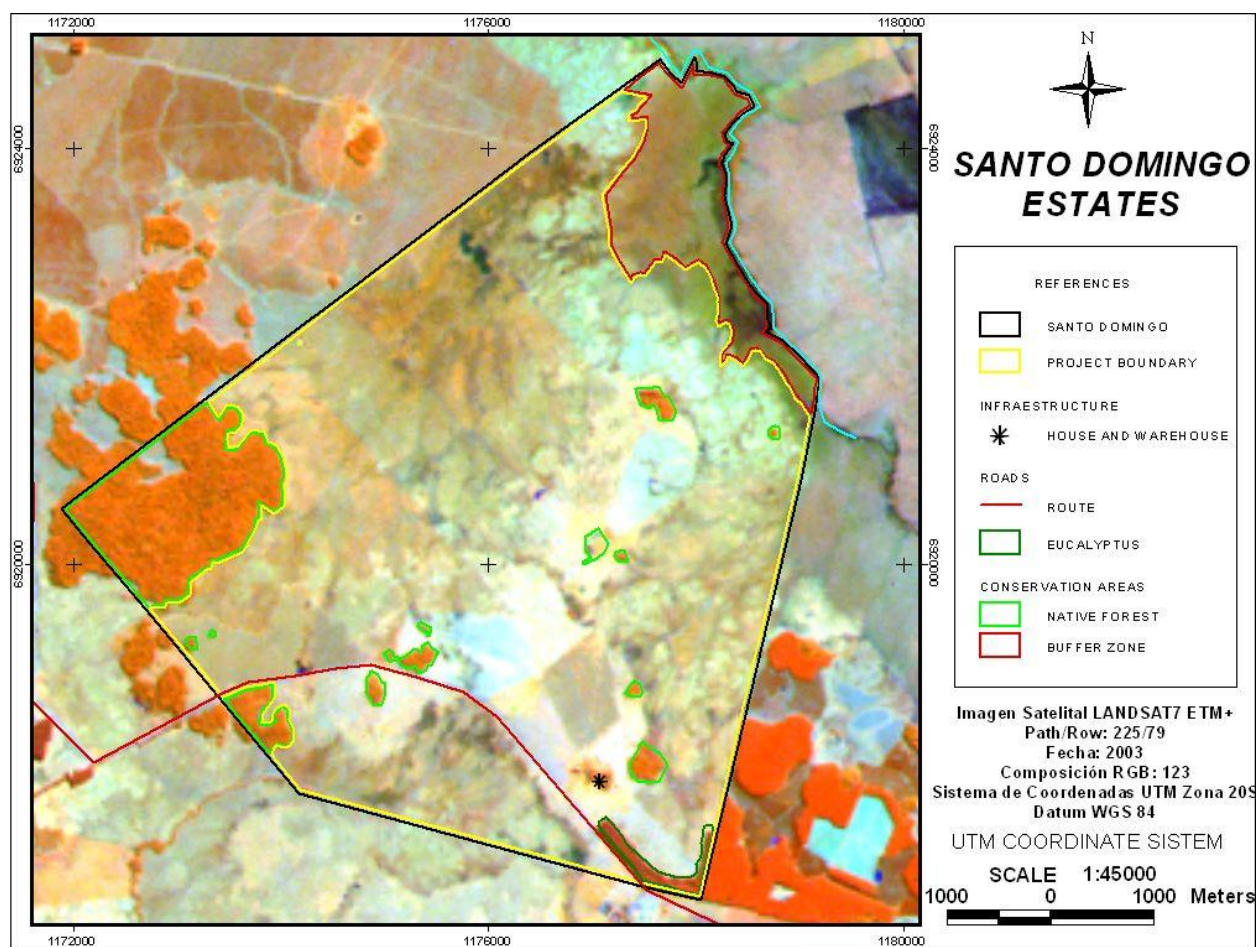 1172000
1176000
1180000
6324000
6324000
6320000
6920000
1172000
1176000
1180000
N
SANTO DOMINGO
ESTATES
REFERENCES
SANTO DOMINGO
PROJECT BOUNDARY
INFRAESTRUCTURE
HOUSE AND WAREHOUSE
ROADS
ROUTE
EUCALYPTUS
CONSERVATION AREAS
NATIVE FOREST
BUFFER ZONE
Imagen Satelital LANDSAT7 ETM+
Path/Row: 225/79
Fecha: 2003
Composición RGB: 123
Sistema de Coordenadas UTM Zona 20S
Datum WGS 84
UTM COORDINATE SISTEM
SCALE 1:45000
1000 0 1000 Meters